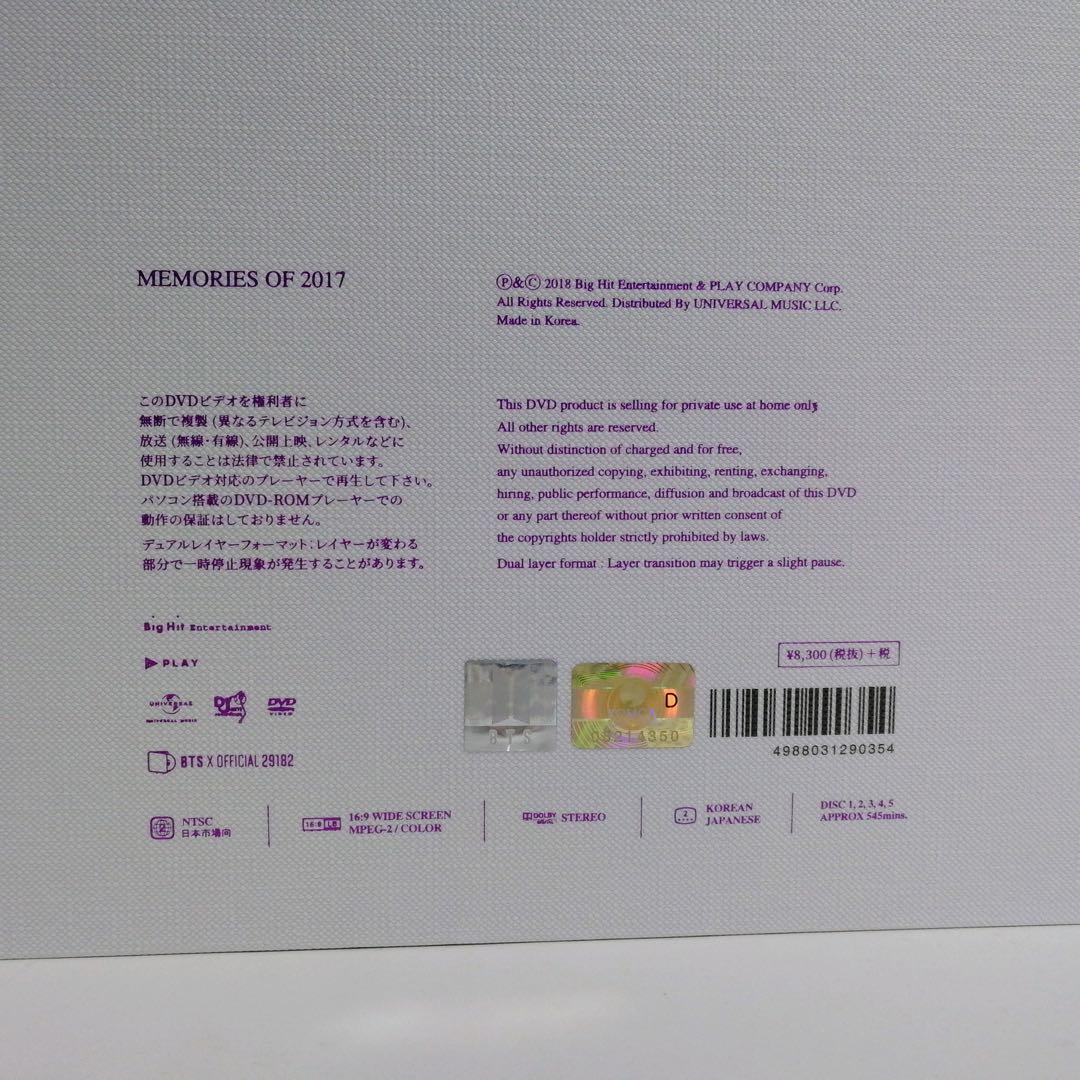 MEMORIES OF 2017
Ⓟ&Ⓒ 2018 Big Hit Entertainment & PLAY COMPANY Corp.
All Rights Reserved. Distributed By UNIVERSAL MUSIC LLC.
Made in Korea.
このDVDビデオを権利者に
無断で複製 (異なるテレビジョン方式を含む)、
放送 (無線・有線)、公開上映、レンタルなどに
使用することは法律で禁止されています。
DVDビデオ対応のプレーヤーで再生して下さい。
パソコン搭載のDVD-ROMプレーヤーでの
動作の保証はしておりません。
デュアルレイヤーフォーマット:レイヤーが変わる
部分で一時停止現象が発生することがあります。
This DVD product is selling for private use at home only.
All other rights are reserved.
Without distinction of charged and for free,
any unauthorized copying, exhibiting, renting, exchanging,
hiring, public performance, diffusion and broadcast of this DVD
or any part thereof without prior written consent of
the copyrights holder strictly prohibited by laws.
Dual layer format : Layer transition may trigger a slight pause.
Big Hit Entertainment
PLAY
UNIVERSAL
UNIVERSAL MUSIC
Def Jam
DVD
VIDEO
BTS X OFFICIAL 29182
BTS
D
08214350
¥8,300 (税抜) + 税
4988031290354
2
NTSC
日本市場向
16:9 LB
16:9 WIDE SCREEN
MPEG-2 / COLOR
DOLBY
STEREO
2
KOREAN
JAPANESE
DISC 1, 2, 3, 4, 5
APPROX 545mins.